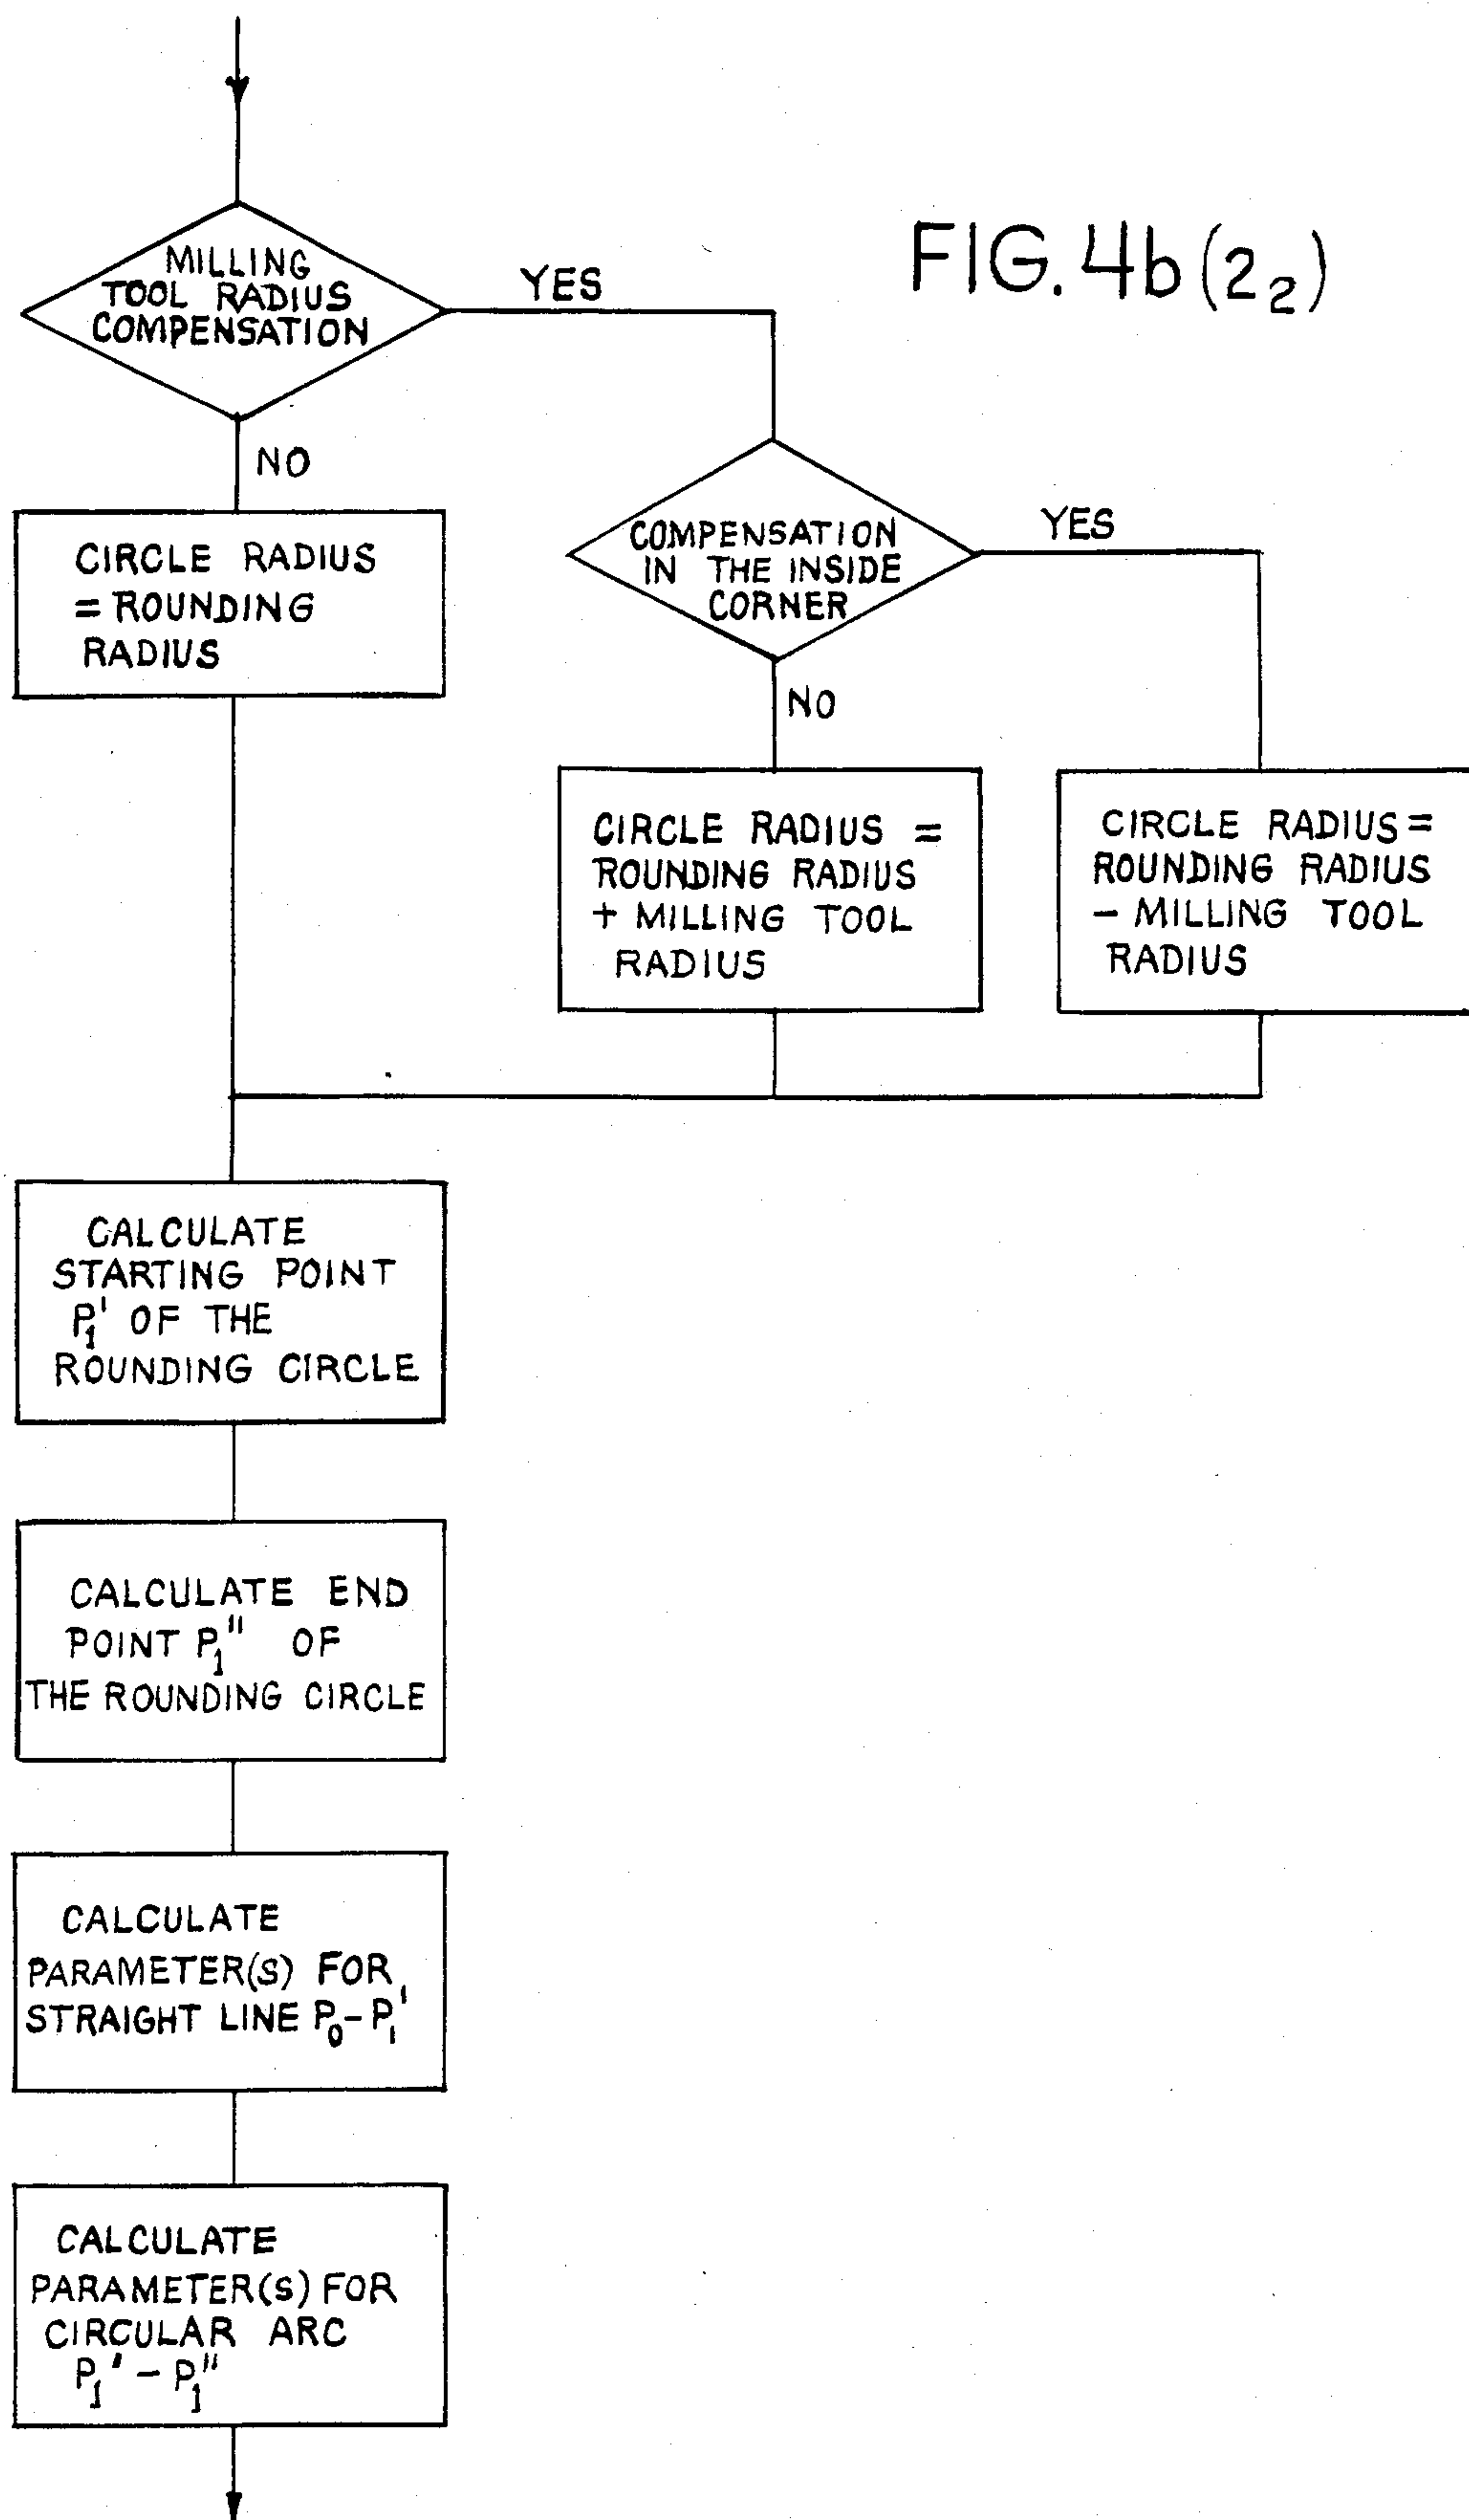 FIG. 4b (2₂)
MILLING
TOOL RADIUS
COMPENSATION
YES
NO
CIRCLE RADIUS
= ROUNDING
RADIUS
COMPENSATION
IN THE INSIDE
CORNER
YES
NO
CIRCLE RADIUS =
ROUNDING RADIUS
+ MILLING TOOL
RADIUS
CIRCLE RADIUS =
ROUNDING RADIUS
- MILLING TOOL
RADIUS
CALCULATE
STARTING POINT
P₁' OF THE
ROUNDING CIRCLE
CALCULATE END
POINT P₁" OF
THE ROUNDING CIRCLE
CALCULATE
PARAMETER(S) FOR
STRAIGHT LINE P₀-P₁'
CALCULATE
PARAMETER(S) FOR
CIRCULAR ARC
P₁' - P₁"